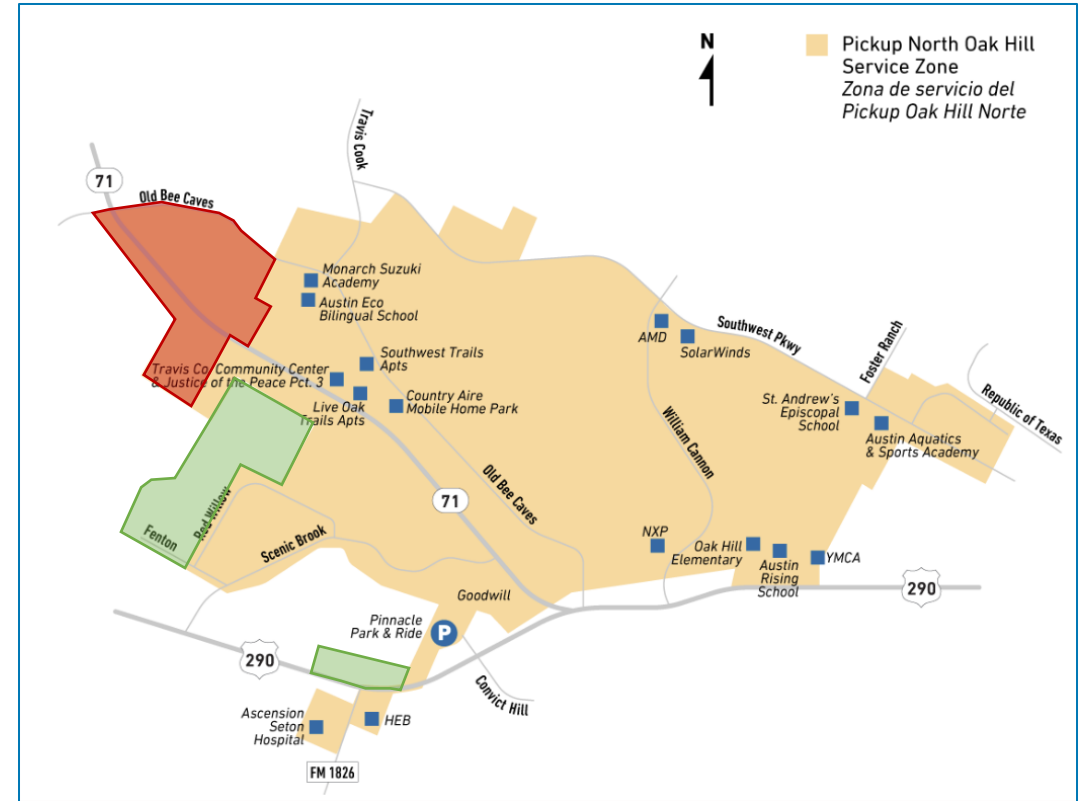 N
Pickup North Oak Hill
Service Zone
Zona de servicio del
Pickup Oak Hill Norte
Travis Cook
71
Old Bee Caves
Monarch Suzuki
Academy
Austin Eco
Bilingual School
AMD
SolarWinds
Southwest Pkwy
Foster Ranch
Republic of Texas
Travis Co. Community Center
& Justice of the Peace Pct. 3
Southwest Trails
Apts
Live Oak
Trails Apts
Country Aire
Mobile Home Park
William Cannon
St. Andrew's
Episcopal
School
Austin Aquatics
& Sports Academy
Old Bee Caves
71
Fenton
Red Willow
Scenic Brook
NXP
Oak Hill
Elementary
Austin
Rising
School
YMCA
290
Goodwill
Pinnacle
Park & Ride
P
290
Convict Hill
Ascension
Seton
Hospital
HEB
FM 1826